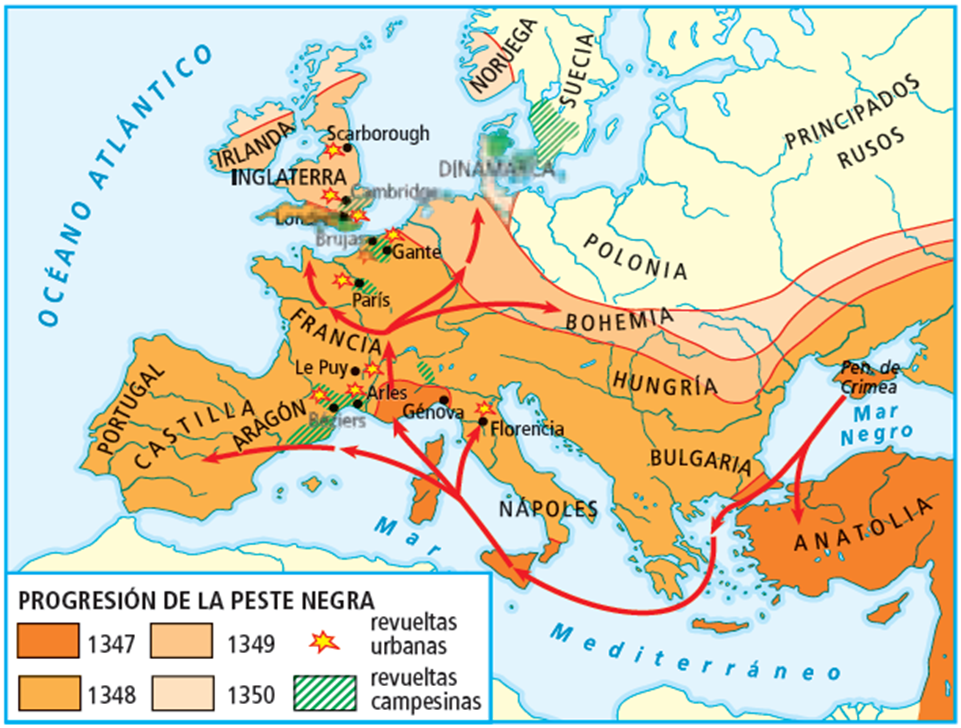 OCÉANO ATLÁNTICO
NORUEGA
SUECIA
PRINCIPADOS
RUSOS
IRLANDA
Scarborough
INGLATERRA
Cambridge
DINAMARCA
Brujas
Gante
POLONIA
París
BOHEMIA
FRANCIA
Le Puy
HUNGRÍA
Pen. de
Crimea
PORTUGAL
CASTILLA
ARAGÓN
Arles
Béziers
Génova
Florencia
Mar
Negro
BULGARIA
NÁPOLES
ANATOLIA
Mar
Mediterráneo
PROGRESIÓN DE LA PESTE NEGRA
1347
1349
revueltas
urbanas
1348
1350
revueltas
campesinas